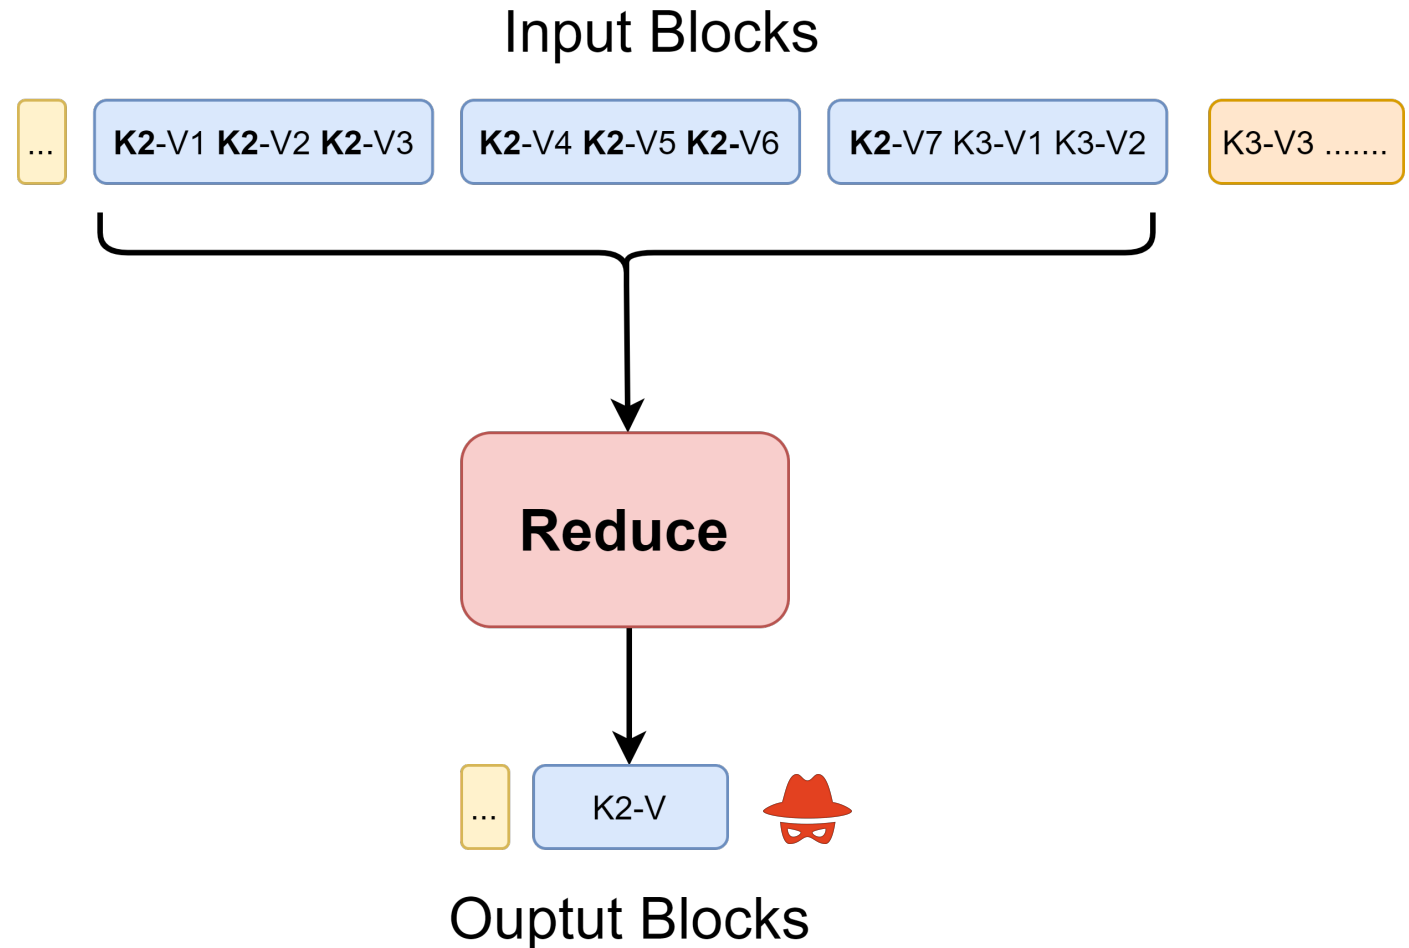 Input Blocks
... K2-V1 K2-V2 K2-V3 K2-V4 K2-V5 K2-V6 K2-V7 K3-V1 K3-V2 K3-V3 .......
Reduce
... K2-V
Ouptut Blocks